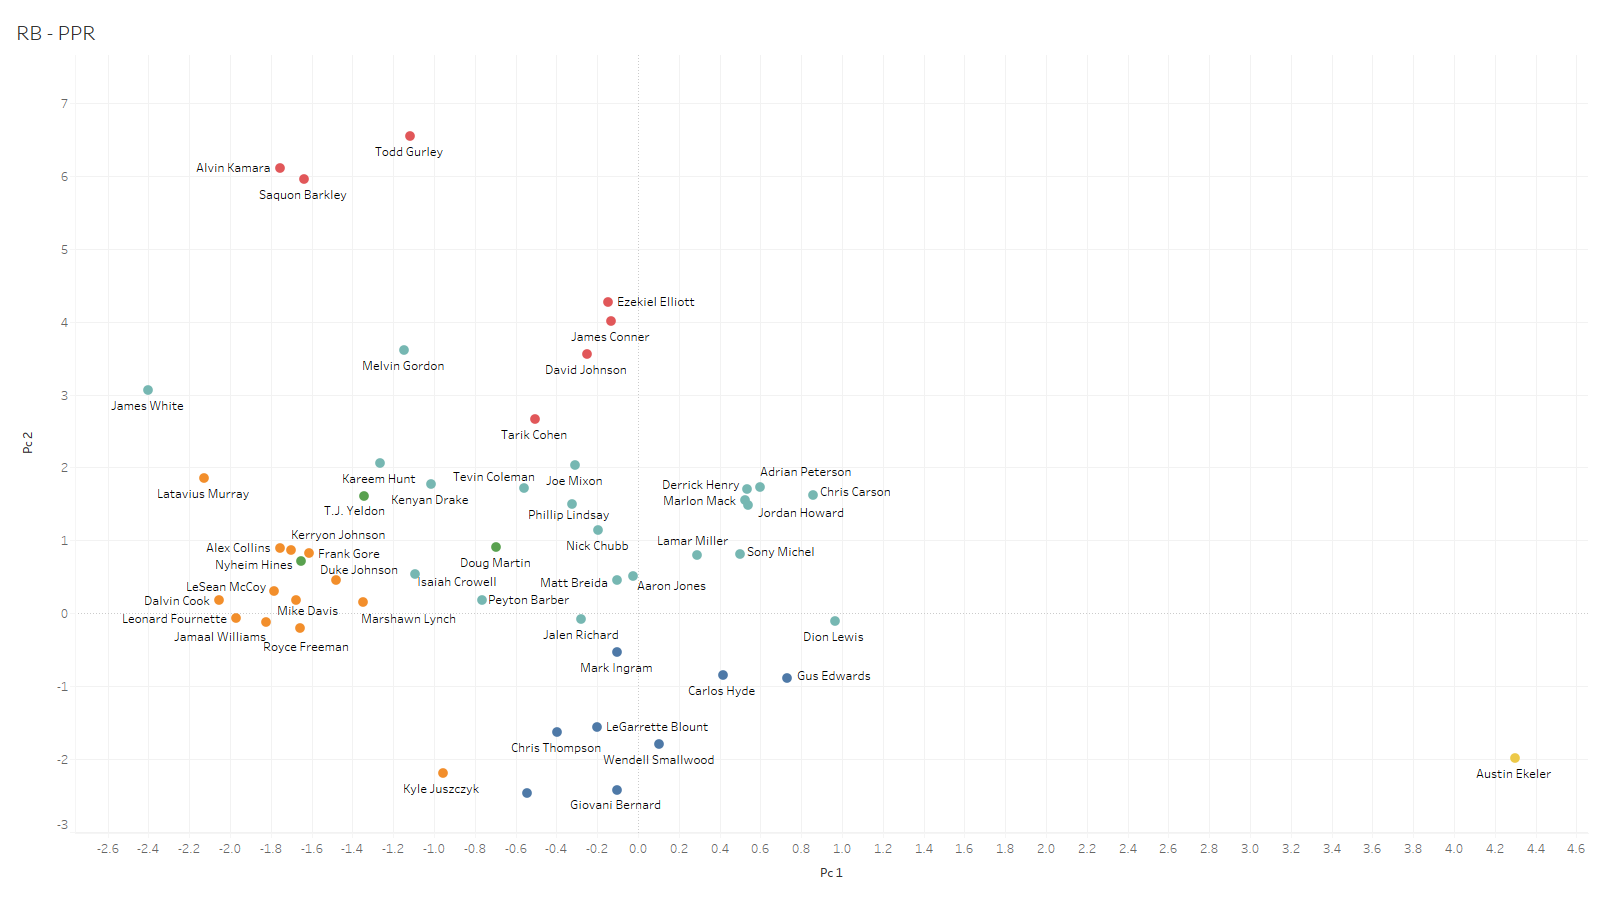 RB - PPR
7
Todd Gurley
Alvin Kamara
6
Saquon Barkley
5
Ezekiel Elliott
4
James Conner
Melvin Gordon
David Johnson
3
James White
Pc 2
Tarik Cohen
2
Adrian Peterson
Kareem Hunt
Tevin Coleman
Joe Mixon
Derrick Henry
Chris Carson
Latavius Murray
Kenyan Drake
Marlon Mack
T.J. Yeldon
Phillip Lindsay
Jordan Howard
Kerryon Johnson
1
Alex Collins
Frank Gore
Nick Chubb
Lamar Miller
Sony Michel
Nyheim Hines
Duke Johnson
Doug Martin
Isaiah Crowell
Matt Breida
Aaron Jones
LeSean McCoy
Dalvin Cook
Peyton Barber
Mike Davis
0
Leonard Fournette
Marshawn Lynch
Jamaal Williams
Jalen Richard
Dion Lewis
Royce Freeman
Mark Ingram
Gus Edwards
-1
Carlos Hyde
LeGarrette Blount
Chris Thompson
Wendell Smallwood
-2
Austin Ekeler
Kyle Juszczyk
Giovani Bernard
-3
-2.6 -2.4 -2.2 -2.0 -1.8 -1.6 -1.4 -1.2 -1.0 -0.8 -0.6 -0.4 -0.2 0.0 0.2 0.4 0.6 0.8 1.0 1.2 1.4 1.6 1.8 2.0 2.2 2.4 2.6 2.8 3.0 3.2 3.4 3.6 3.8 4.0 4.2 4.4 4.6
Pc 1